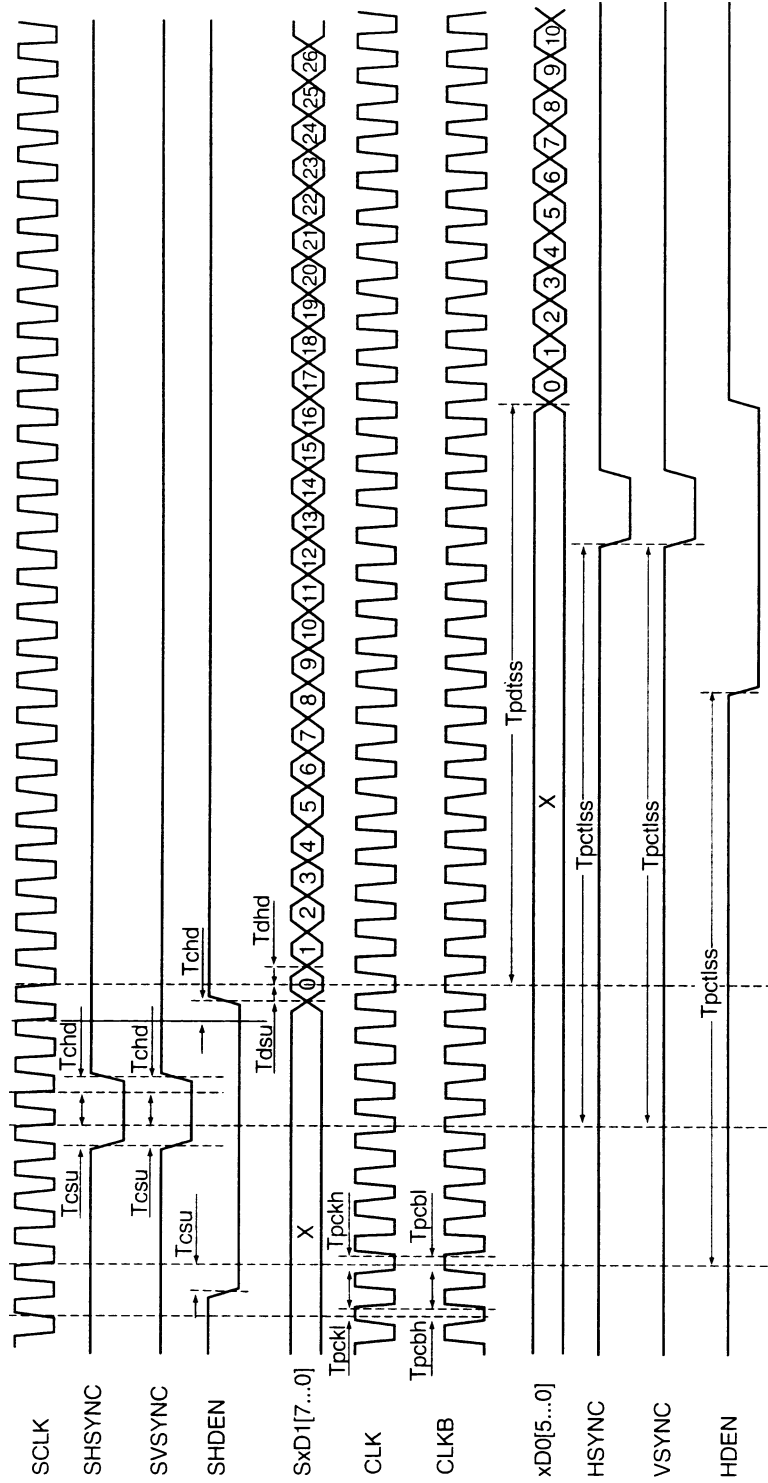 SCLK
Tchd
SHSYNC
Tcsu
Tchd
SVSYNC
Tcsu
Tchd
SHDEN
Tcsu
Tdsu
Tdhd
SxD1[7...0]
X
0 1 2 3 4 5 6 7 8 9 10 11 12 13 14 15 16 17 18 19 20 21 22 23 24 25 26
Tpckl
Tpckh
CLK
Tpcbh
Tpcbl
CLKB
Tpdtss
xD0[5...0]
X
0 1 2 3 4 5 6 7 8 9 10
Tpctlss
HSYNC
Tpctlss
VSYNC
Tpctlss
HDEN